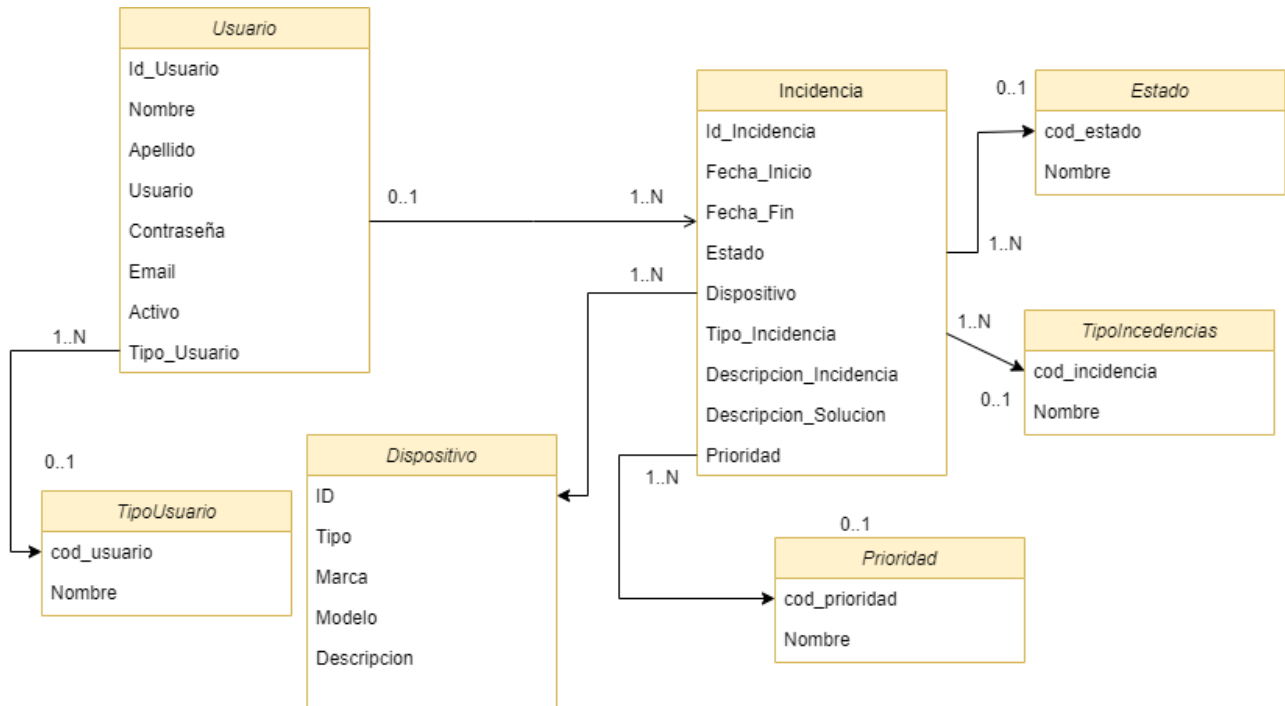 Usuario
Id_Usuario
Nombre
Apellido
Usuario
Contraseña
Email
Activo
Tipo_Usuario
0..1
1..N
Incidencia
Id_Incidencia
Fecha_Inicio
Fecha_Fin
Estado
Dispositivo
Tipo_Incidencia
Descripcion_Incidencia
Descripcion_Solucion
Prioridad
0..1
Estado
cod_estado
Nombre
1..N
1..N
1..N
0..1
TipoIncedencias
cod_incidencia
Nombre
1..N
0..1
TipoUsuario
cod_usuario
Nombre
Dispositivo
ID
Tipo
Marca
Modelo
Descripcion
1..N
0..1
Prioridad
cod_prioridad
Nombre